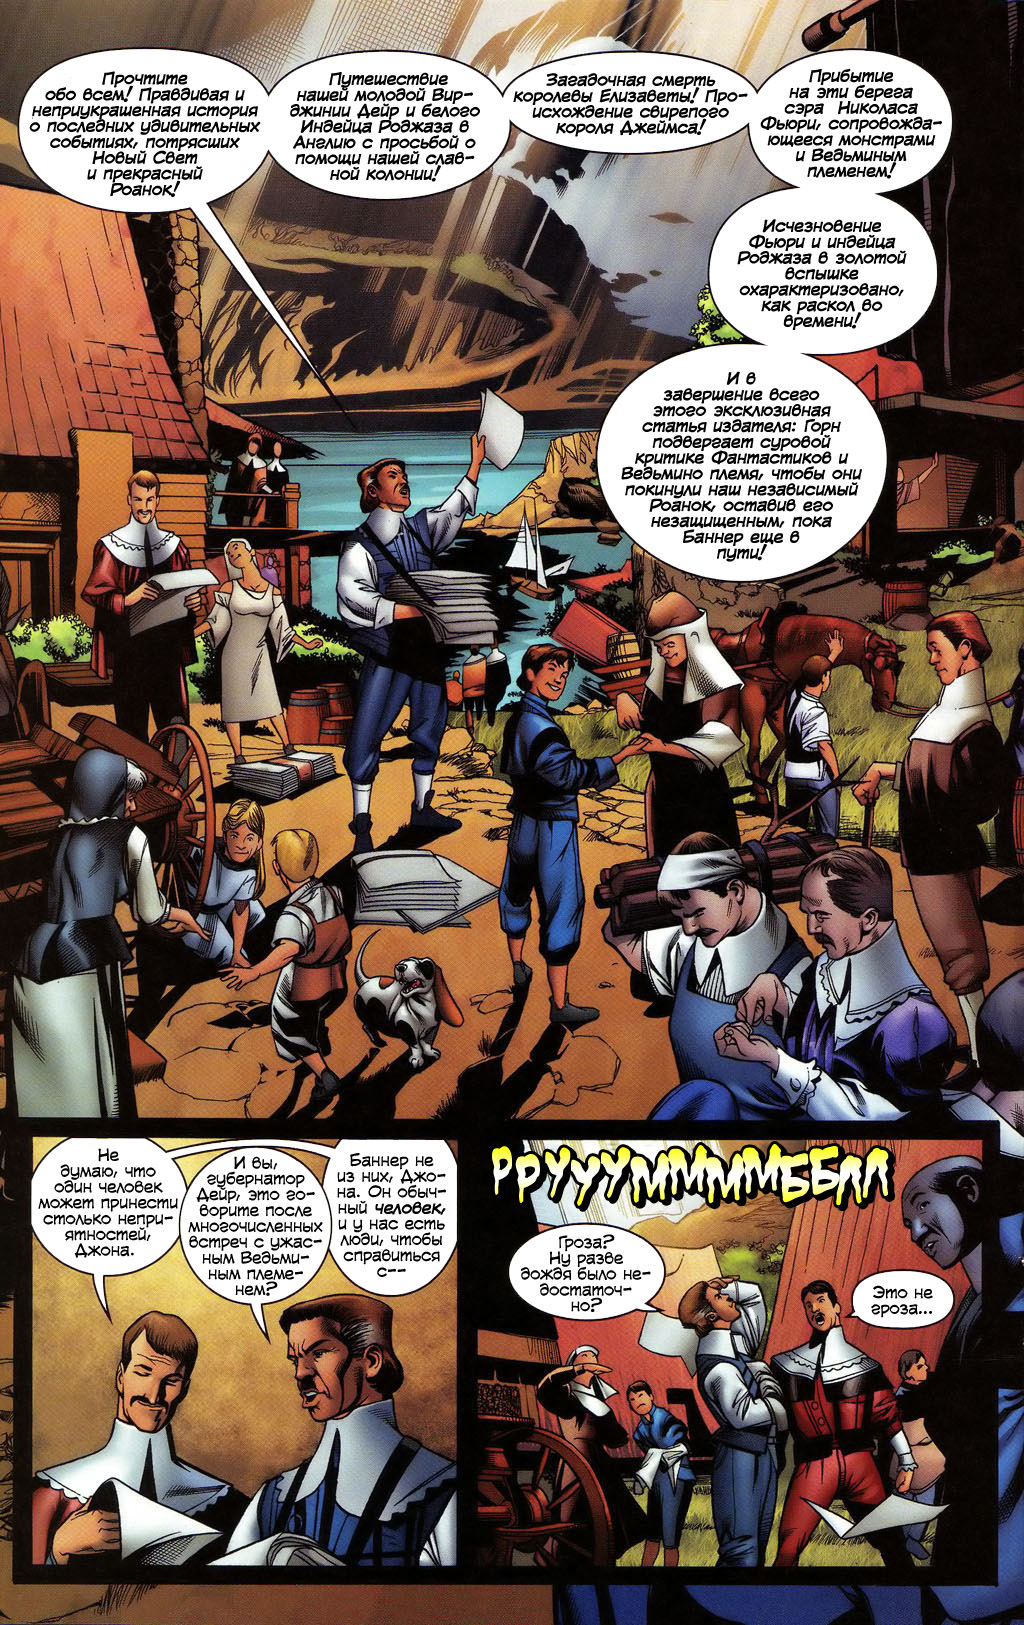 Прочтите
обо всем! Правдивая и
неприукрашенная история
о последних удивительных
событиях, потрясших
Новый Свет
и прекрасный
Роанок!
Путешествие
нашей молодой Вир-
джинии Дейр и белого
Индейца Роджаза в
Англию с просьбой о
помощи нашей слав-
ной колонии!
Загадочная смерть
королевы Елизаветы! Про-
исхождение свирепого
короля Джеймса!
Прибытие
на эти берега
сэра Николаса
Фьюри, сопровожда-
ющееся монстрами
и Ведьминым
племенем!
Исчезновение
Фьюри и индейца
Роджаза в золотой
вспышке
охарактеризовано,
как раскол во
времени!
И в
завершение всего
этого эксклюзивная
статья издателя: Горн
подвергает суровой
критике Фантастиков и
Ведьмино племя, чтобы они
покинули наш независимый
Роанок, оставив его
незащищенным, пока
Баннер еще в
пути!
Не
думаю, что
один человек
может принести
столько непри-
ятностей,
Джона.
И вы,
губернатор
Дейр, это го-
ворите после
многочисленных
встреч с ужас-
ным Ведьми-
ным племе-
нем?
Баннер не
из них, Джо-
на. Он обыч-
ный человек,
и у нас есть
люди, чтобы
справиться
с--
РРУУУУММММББЛЛ
Гроза?
Ну разве
дождя было не-
достаточ-
но?
Это не
гроза...